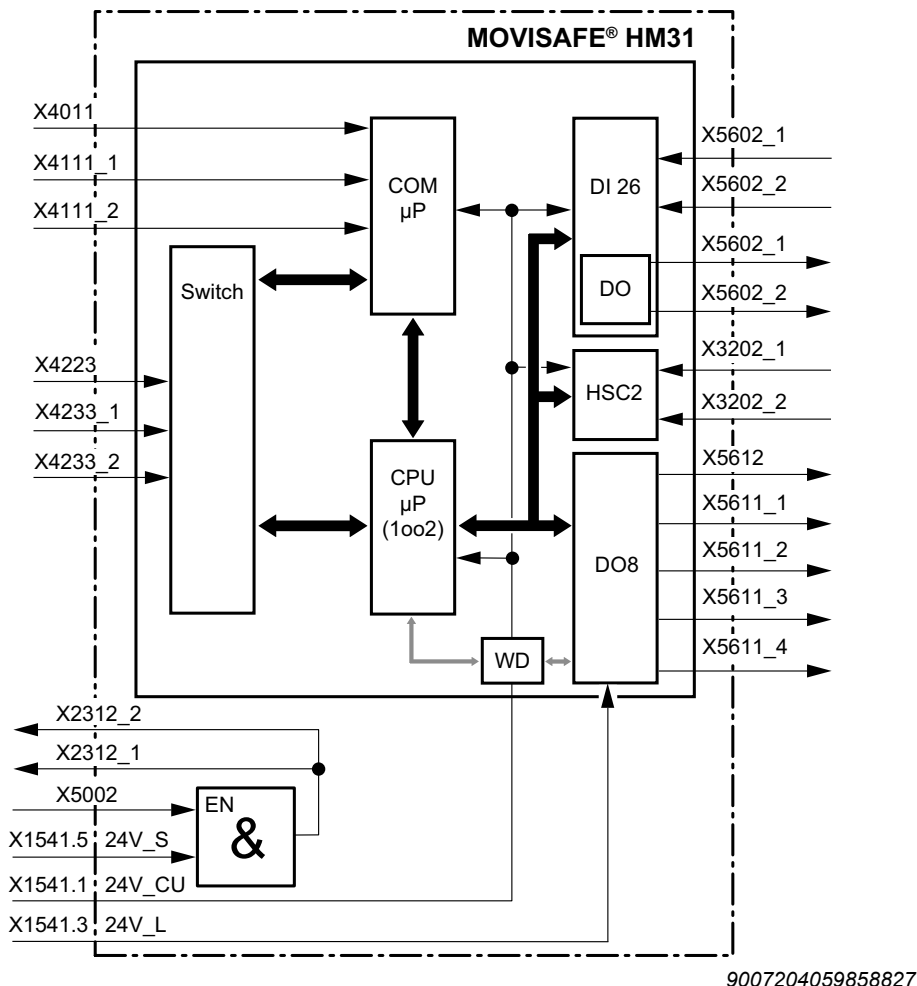 MOVISAFE® HM31
X4011
X4111_1
X4111_2
COM
µP
DI 26
DO
X5602_1
X5602_2
X5602_1
X5602_2
Switch
X4223
X4233_1
X4233_2
HSC2
X3202_1
X3202_2
CPU
µP
(1oo2)
DO8
X5612
X5611_1
X5611_2
X5611_3
X5611_4
WD
X2312_2
X2312_1
X5002
EN
&
X1541.5 24V_S
X1541.1 24V_CU
X1541.3 24V_L
9007204059858827